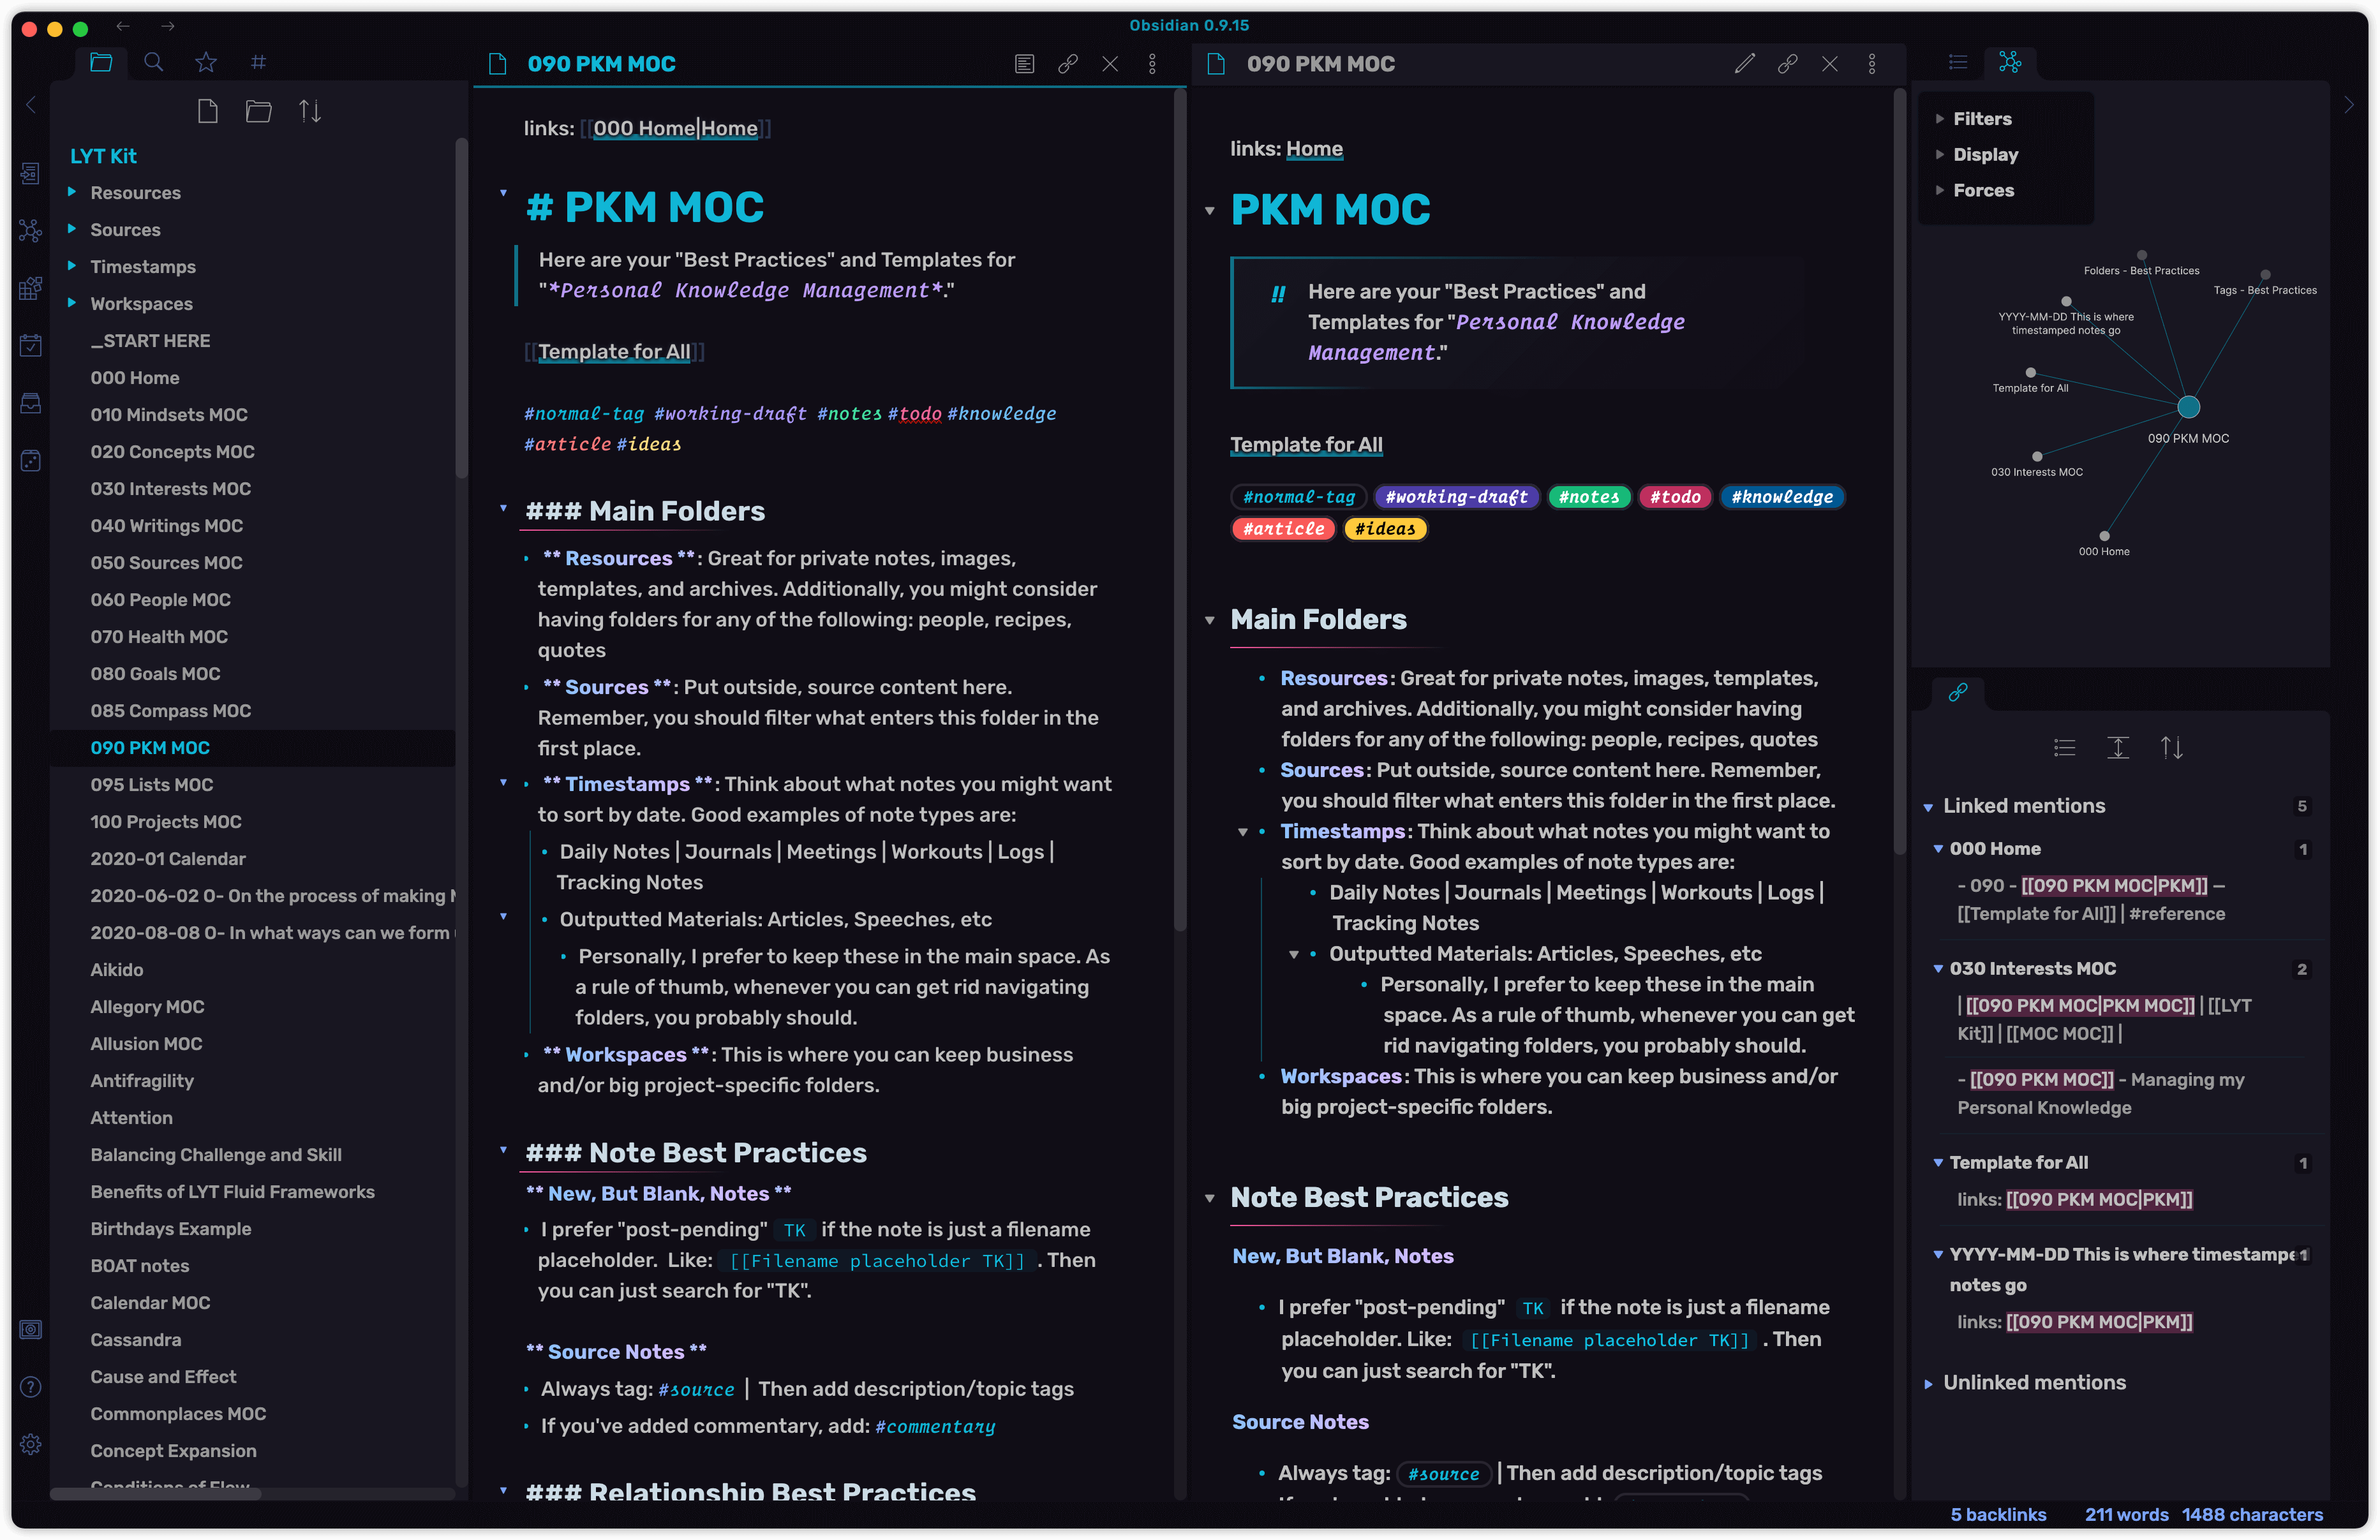 Obsidian 0.9.15
LYT Kit
Resources
Sources
Timestamps
Workspaces
_START HERE
000 Home
010 Mindsets MOC
020 Concepts MOC
030 Interests MOC
040 Writings MOC
050 Sources MOC
060 People MOC
070 Health MOC
080 Goals MOC
085 Compass MOC
090 PKM MOC
095 Lists MOC
100 Projects MOC
2020-01 Calendar
2020-06-02 O- On the process of making
2020-08-08 O- In what ways can we form
Aikido
Allegory MOC
Allusion MOC
Antifragility
Attention
Balancing Challenge and Skill
Benefits of LYT Fluid Frameworks
Birthdays Example
BOAT notes
Calendar MOC
Cassandra
Cause and Effect
Commonplaces MOC
Concept Expansion
Conditions of Flow
090 PKM MOC
links: [[000 Home|Home]]
# PKM MOC
Here are your "Best Practices" and Templates for
"*Personal Knowledge Management*."
[[Template for All]]
#normal-tag #working-draft #notes #todo #knowledge
#article #ideas
### Main Folders
** Resources **: Great for private notes, images,
templates, and archives. Additionally, you might consider
having folders for any of the following: people, recipes,
quotes
** Sources **: Put outside, source content here.
Remember, you should filter what enters this folder in the
first place.
** Timestamps **: Think about what notes you might want
to sort by date. Good examples of note types are:
Daily Notes | Journals | Meetings | Workouts | Logs |
Tracking Notes
Outputted Materials: Articles, Speeches, etc
Personally, I prefer to keep these in the main space. As
a rule of thumb, whenever you can get rid navigating
folders, you probably should.
** Workspaces **: This is where you can keep business
and/or big project-specific folders.
### Note Best Practices
** New, But Blank, Notes **
I prefer "post-pending" TK if the note is just a filename
placeholder. Like: [[Filename placeholder TK]] . Then
you can just search for "TK".
** Source Notes **
Always tag: #source | Then add description/topic tags
If you've added commentary, add: #commentary
### Relationship Best Practices
090 PKM MOC
links: Home
PKM MOC
Here are your "Best Practices" and
Templates for "Personal Knowledge
Management."
Template for All
#normal-tag #working-draft #notes #todo #knowledge
#article #ideas
Main Folders
Resources: Great for private notes, images, templates,
and archives. Additionally, you might consider having
folders for any of the following: people, recipes, quotes
Sources: Put outside, source content here. Remember,
you should filter what enters this folder in the first place.
Timestamps: Think about what notes you might want to
sort by date. Good examples of note types are:
Daily Notes | Journals | Meetings | Workouts | Logs |
Tracking Notes
Outputted Materials: Articles, Speeches, etc
Personally, I prefer to keep these in the main
space. As a rule of thumb, whenever you can get
rid navigating folders, you probably should.
Workspaces: This is where you can keep business and/or
big project-specific folders.
Note Best Practices
New, But Blank, Notes
I prefer "post-pending" TK if the note is just a filename
placeholder. Like: [[Filename placeholder TK]] . Then
you can just search for "TK".
Source Notes
Always tag: #source | Then add description/topic tags
Filters
Display
Forces
Folders - Best Practices
Tags - Best Practices
YYYY-MM-DD This is where
timestamped notes go
Template for All
090 PKM MOC
030 Interests MOC
000 Home
Linked mentions 5
000 Home 1
- 090 - [[090 PKM MOC|PKM]] —
[[Template for All]] | #reference
030 Interests MOC 2
| [[090 PKM MOC|PKM MOC]] | [[LYT
Kit]] | [[MOC MOC]] |
- [[090 PKM MOC]] - Managing my
Personal Knowledge
Template for All 1
links: [[090 PKM MOC|PKM]]
YYYY-MM-DD This is where timestampe 1
notes go
links: [[090 PKM MOC|PKM]]
Unlinked mentions
5 backlinks 211 words 1488 characters